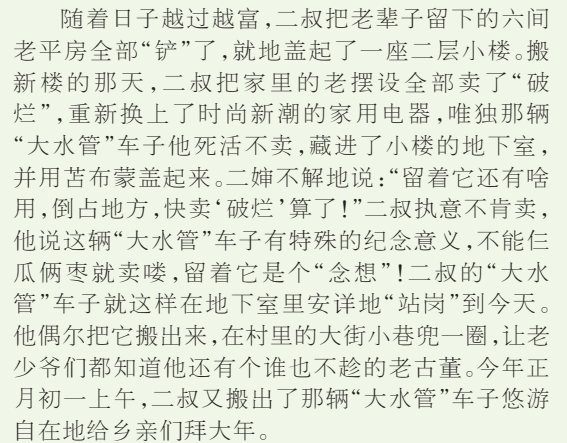 随着日子越过越富，二叔把老辈子留下的六间
老平房全部“铲”了，就地盖起了一座二层小楼。搬
新楼的那天，二叔把家里的老摆设全部卖了“破
烂”，重新换上了时尚新潮的家用电器，唯独那辆
“大水管”车子他死活不卖，藏进了小楼的地下室，
并用苫布蒙盖起来。二婶不解地说：“留着它还有啥
用，倒占地方，快卖‘破烂’算了！”二叔执意不肯卖，
他说这辆“大水管”车子有特殊的纪念意义，不能仨
瓜俩枣就卖喽，留着它是个“念想”！二叔的“大水
管”车子就这样在地下室里安详地“站岗”到今天。
他偶尔把它搬出来，在村里的大街小巷兜一圈，让老
少爷们都知道他还有个谁也不趁的老古董。今年正
月初一上午，二叔又搬出了那辆“大水管”车子悠游
自在地给乡亲们拜大年。